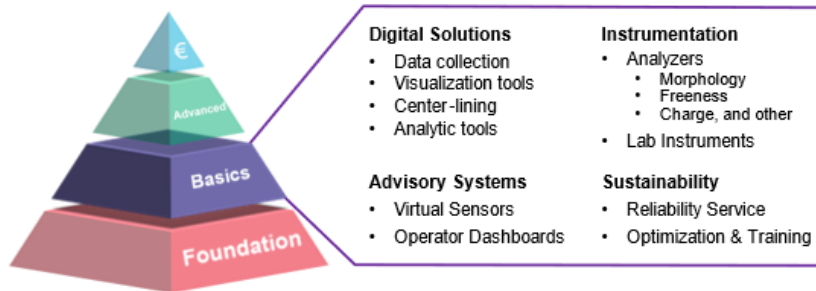 €
Advanced
Basics
Foundation
Digital Solutions
• Data collection
• Visualization tools
• Center-lining
• Analytic tools
Instrumentation
• Analyzers
• Morphology
• Freeness
• Charge, and other
• Lab Instruments
Advisory Systems
• Virtual Sensors
• Operator Dashboards
Sustainability
• Reliability Service
• Optimization & Training